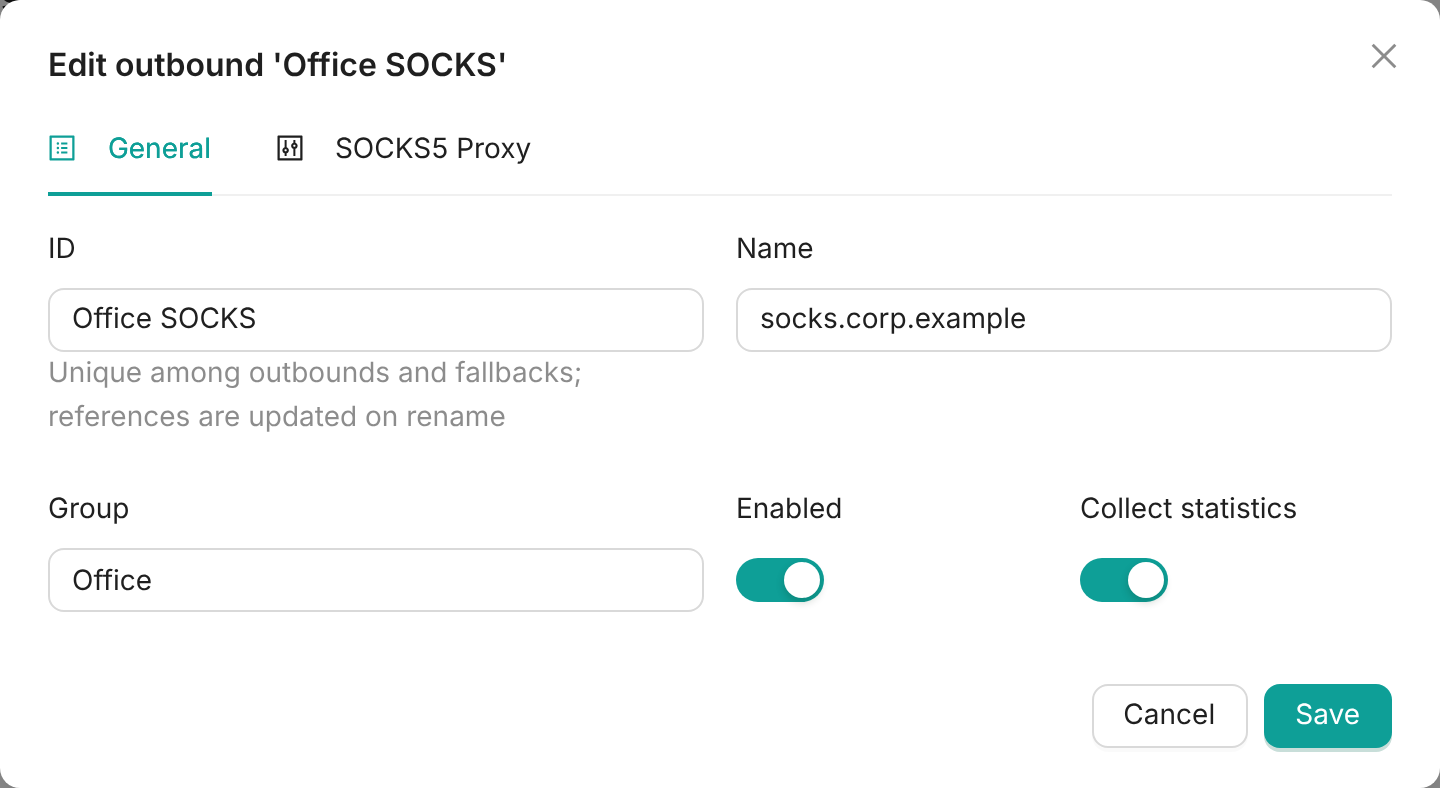 Edit outbound 'Office SOCKS'
General
SOCKS5 Proxy
ID
Name
Office SOCKS
socks.corp.example
Unique among outbounds and fallbacks;
references are updated on rename
Group
Enabled
Collect statistics
Office
Cancel
Save